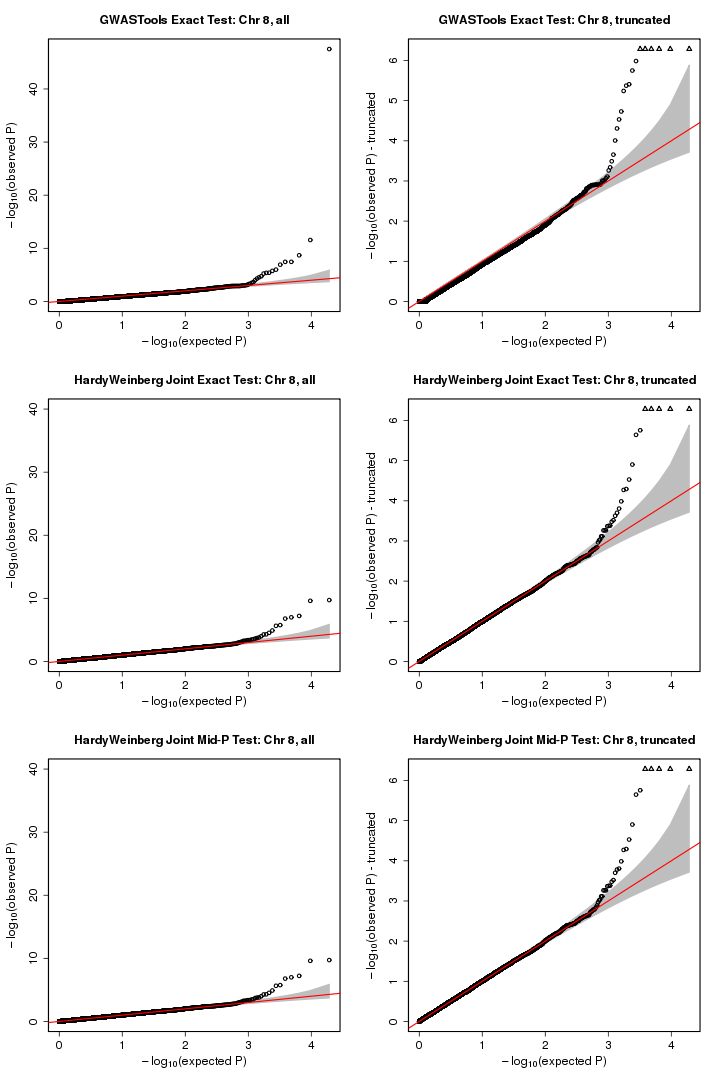 GWASTools Exact Test: Chr 8, all
− log10(observed P)
40
30
20
10
0
0 1 2 3 4
− log10(expected P)
GWASTools Exact Test: Chr 8, truncated
− log10(observed P) - truncated
6
5
4
3
2
1
0
0 1 2 3 4
− log10(expected P)
HardyWeinberg Joint Exact Test: Chr 8, all
− log10(observed P)
40
30
20
10
0
0 1 2 3 4
− log10(expected P)
HardyWeinberg Joint Exact Test: Chr 8, truncated
− log10(observed P) - truncated
6
5
4
3
2
1
0
0 1 2 3 4
− log10(expected P)
HardyWeinberg Joint Mid-P Test: Chr 8, all
− log10(observed P)
40
30
20
10
0
0 1 2 3 4
− log10(expected P)
HardyWeinberg Joint Mid-P Test: Chr 8, truncated
− log10(observed P) - truncated
6
5
4
3
2
1
0
0 1 2 3 4
− log10(expected P)